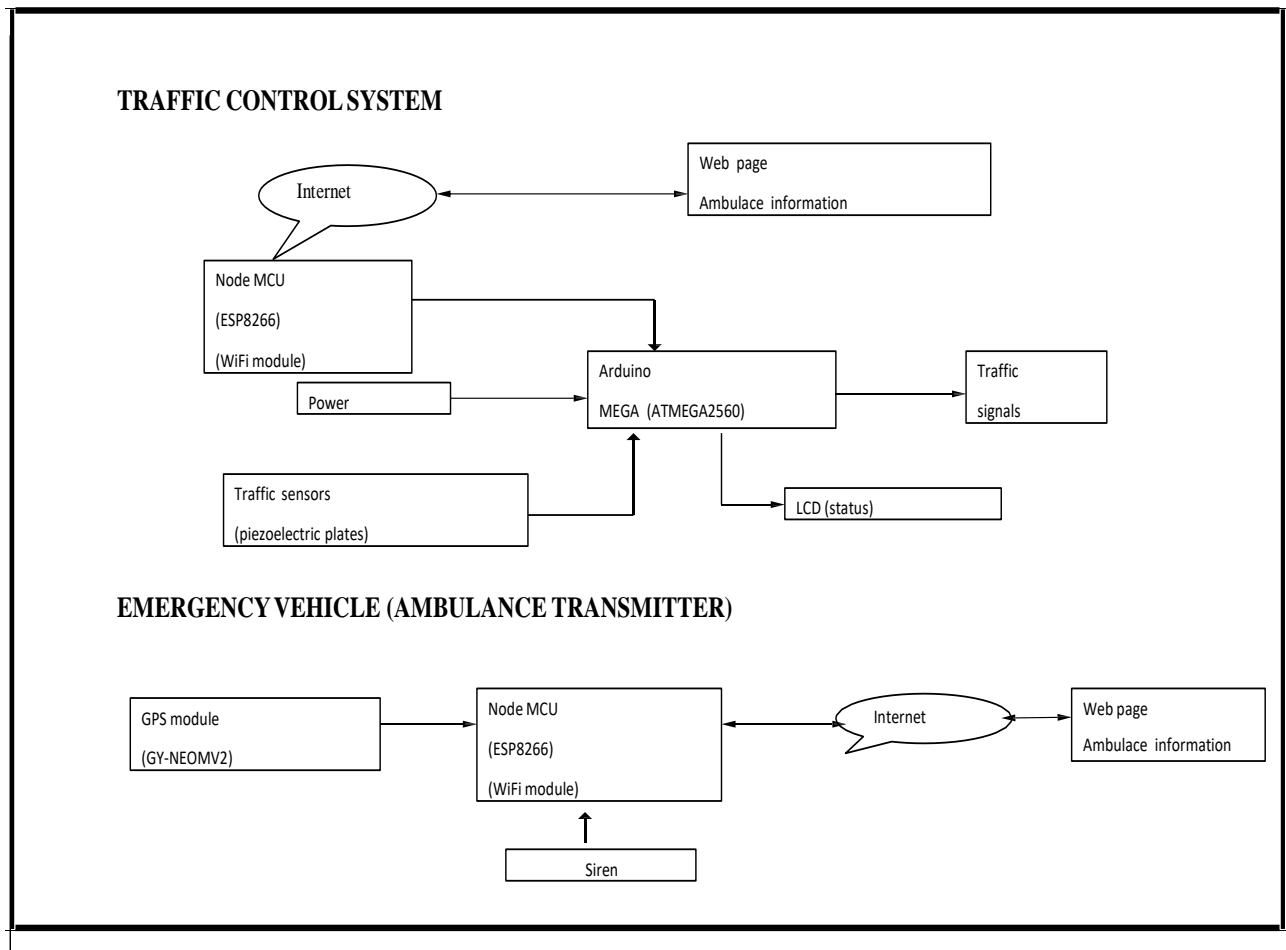 TRAFFIC CONTROL SYSTEM
Internet
Web page
Ambulace information
Node MCU
(ESP8266)
(WiFi module)
Power
Arduino
MEGA (ATMEGA2560)
Traffic
signals
Traffic sensors
(piezoelectric plates)
LCD (status)
EMERGENCY VEHICLE (AMBULANCE TRANSMITTER)
GPS module
(GY-NEOMV2)
Node MCU
(ESP8266)
(WiFi module)
Internet
Web page
Ambulace information
Siren